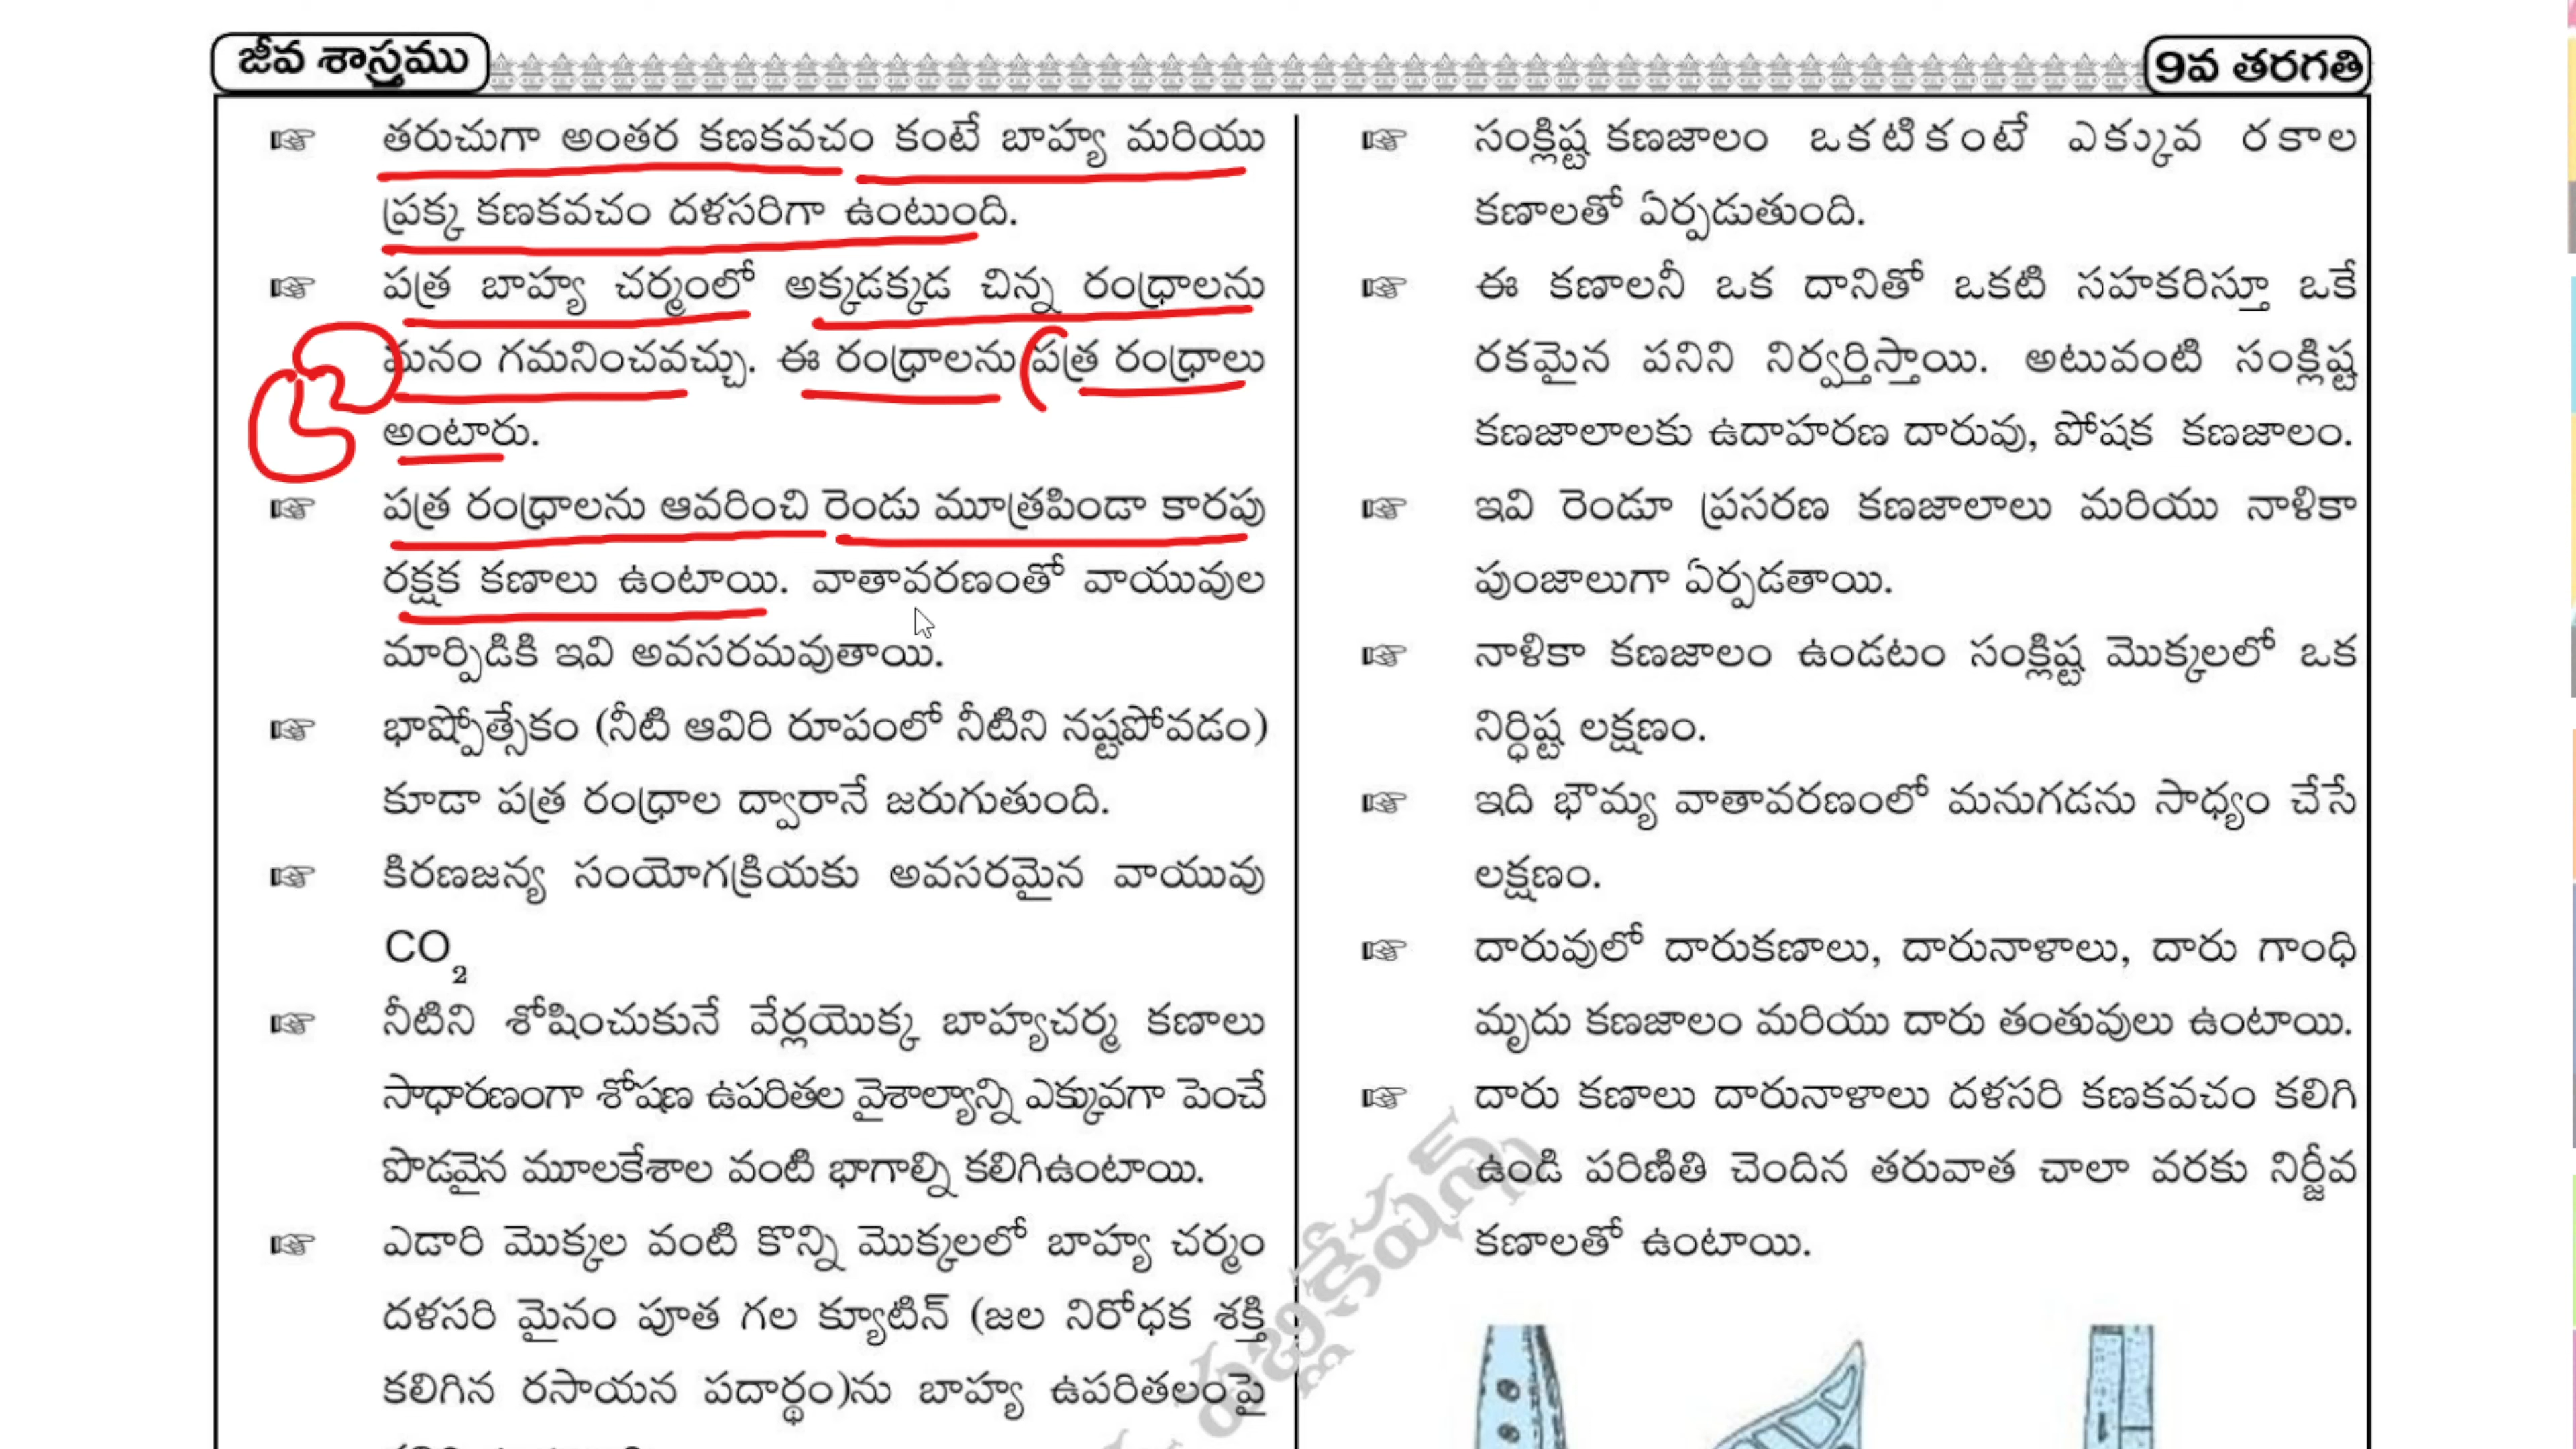 జీవ శాస్త్రము
9వ తరగతి
తరుచుగా అంతర కణకవచం కంటే బాహ్య మరియు
ప్రక్క కణకవచం దళసరిగా ఉంటుంది.
పత్ర బాహ్య చర్మంలో అక్కడక్కడ చిన్న రంధ్రాలను
మనం గమనించవచ్చు. ఈ రంధ్రాలను పత్ర రంధ్రాలు
అంటారు.
పత్ర రంధ్రాలను ఆవరించి రెండు మూత్రపిండా కారపు
రక్షక కణాలు ఉంటాయి. వాతావరణంతో వాయువుల
మార్పిడికి ఇవి అవసరమవుతాయి.
భాష్పోత్సేకం (నీటి ఆవిరి రూపంలో నీటిని నష్టపోవడం)
కూడా పత్ర రంధ్రాల ద్వారానే జరుగుతుంది.
కిరణజన్య సంయోగక్రియకు అవసరమైన వాయువు
CO₂
నీటిని శోషించుకునే వేర్లయొక్క బాహ్యచర్మ కణాలు
సాధారణంగా శోషణ ఉపరితల వైశాల్యాన్ని ఎక్కువగా పెంచే
పొడవైన మూలకేశాల వంటి భాగాల్ని కలిగిఉంటాయి.
ఎడారి మొక్కల వంటి కొన్ని మొక్కలలో బాహ్య చర్మం
దళసరి మైనం పూత గల క్యూటిన్ (జల నిరోధక శక్తి
కలిగిన రసాయన పదార్థం)ను బాహ్య ఉపరితలంపై
సంక్లిష్ట కణజాలం ఒకటికంటే ఎక్కువ రకాల
కణాలతో ఏర్పడుతుంది.
ఈ కణాలనీ ఒక దానితో ఒకటి సహకరిస్తూ ఒకే
రకమైన పనిని నిర్వర్తిస్తాయి. అటువంటి సంక్లిష్ట
కణజాలాలకు ఉదాహరణ దారువు, పోషక కణజాలం.
ఇవి రెండూ ప్రసరణ కణజాలాలు మరియు నాళికా
పుంజాలుగా ఏర్పడతాయి.
నాళికా కణజాలం ఉండటం సంక్లిష్ట మొక్కలలో ఒక
నిర్ధిష్ట లక్షణం.
ఇది భౌమ్య వాతావరణంలో మనుగడను సాధ్యం చేసే
లక్షణం.
దారువులో దారుకణాలు, దారునాళాలు, దారు గాంధి
మృదు కణజాలం మరియు దారు తంతువులు ఉంటాయి.
దారు కణాలు దారునాళాలు దళసరి కణకవచం కలిగి
ఉండి పరిణితి చెందిన తరువాత చాలా వరకు నిర్జీవ
కణాలతో ఉంటాయి.